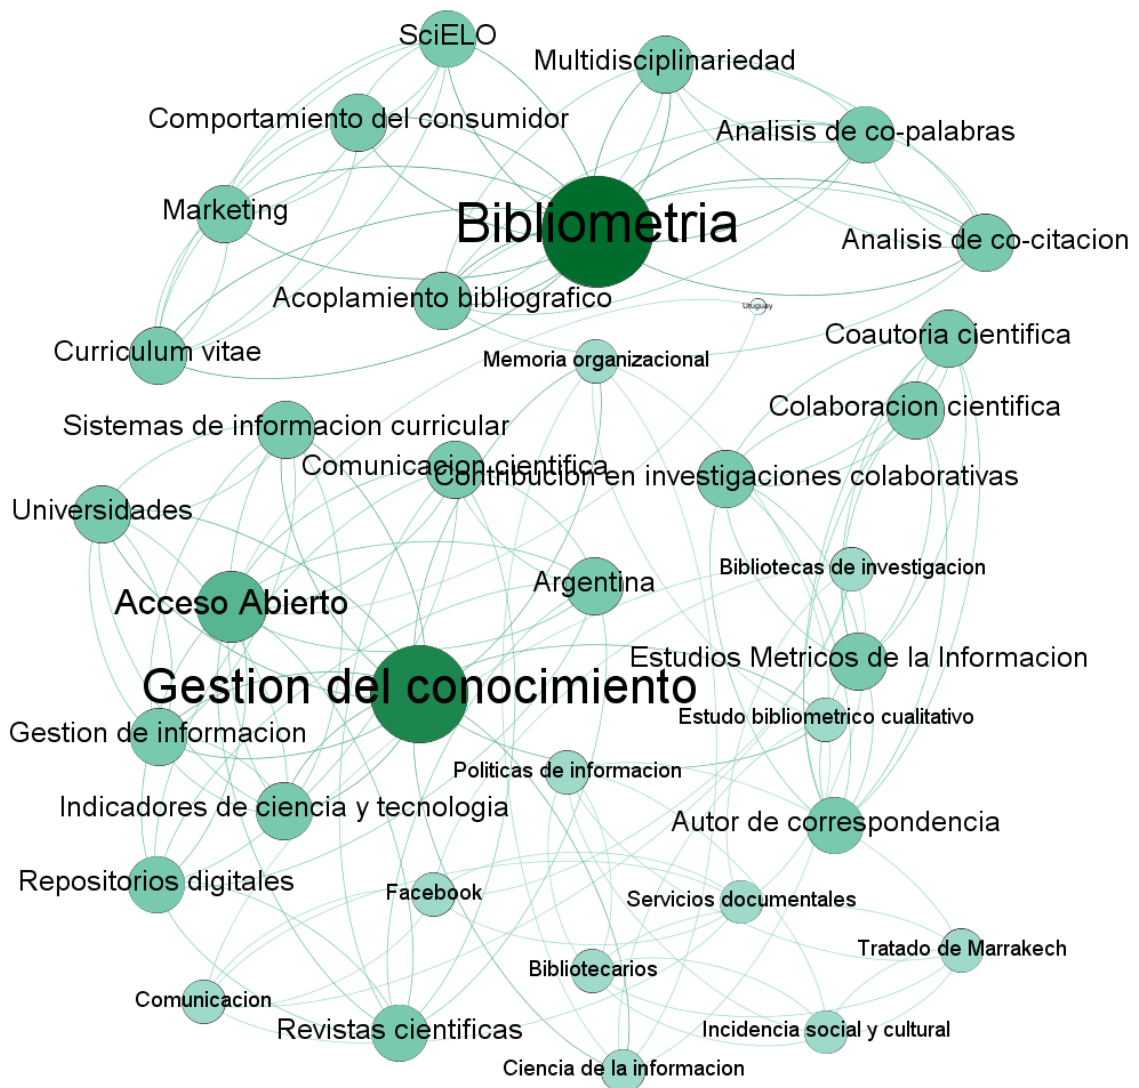 SciELO
Multidisciplinariedad
Comportamiento del consumidor
Analisis de co-palabras
Marketing
Bibliometria
Analisis de co-citacion
Acoplamiento bibliografico
Uruguay
Curriculum vitae
Memoria organizacional
Coautoria cientifica
Colaboracion cientifica
Sistemas de informacion curricular
Comunicacion cientifica
Contribucion en investigaciones colaborativas
Universidades
Bibliotecas de investigacion
Argentina
Acceso Abierto
Estudios Metricos de la Informacion
Gestion del conocimiento
Estudo bibliometrico cualitativo
Gestion de informacion
Politicas de informacion
Indicadores de ciencia y tecnologia
Autor de correspondencia
Repositorios digitales
Facebook
Servicios documentales
Tratado de Marrakech
Bibliotecarios
Comunicacion
Revistas cientificas
Incidencia social y cultural
Ciencia de la informacion